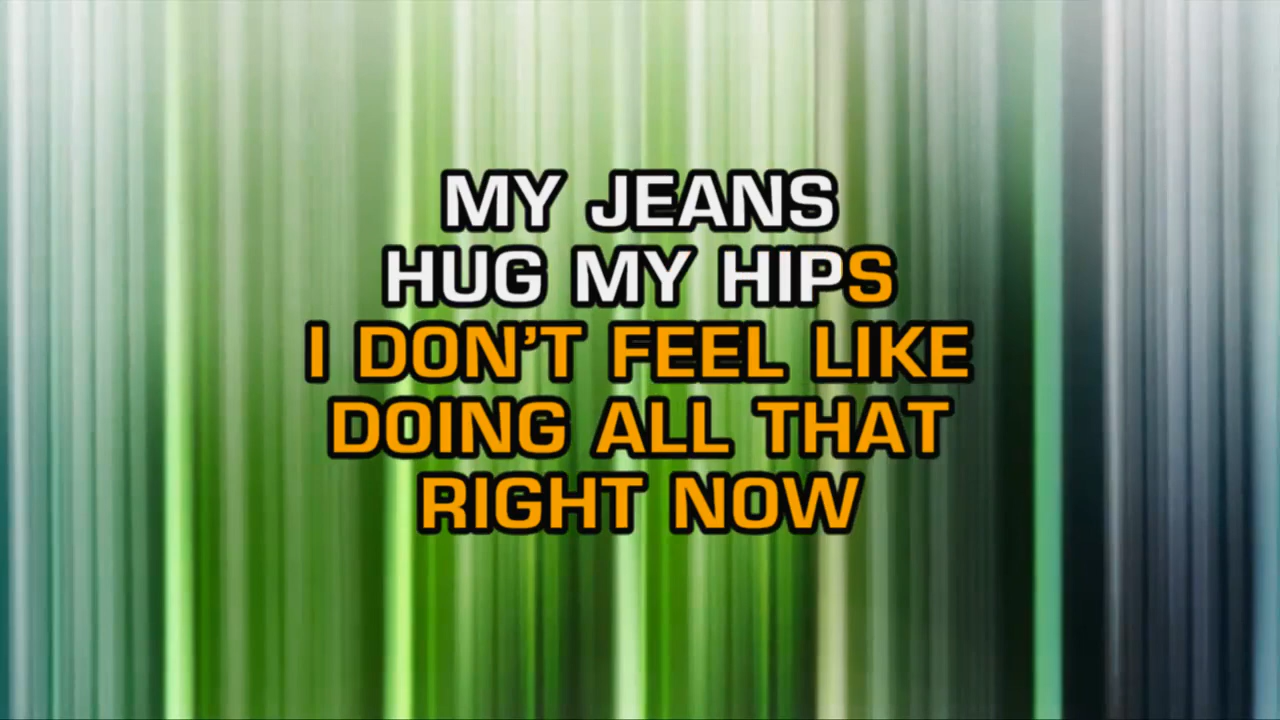 MY JEANS
HUG MY HIPS
I DON’T FEEL LIKE
DOING ALL THAT
RIGHT NOW